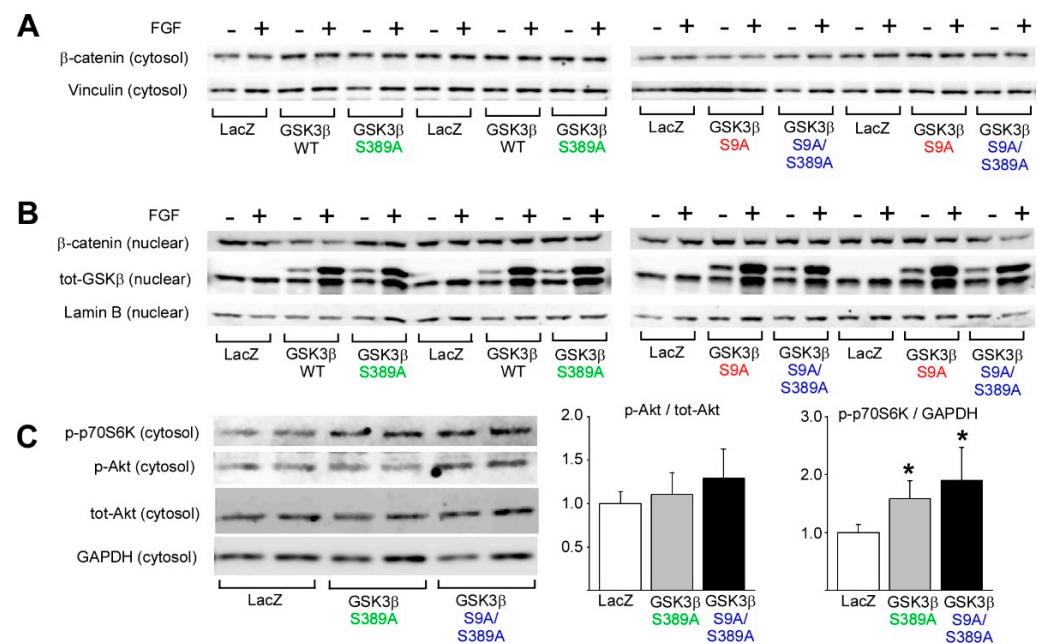 A
FGF - + - + - + - + - + - + - + - + - + - + - + - +
β-catenin (cytosol)
Vinculin (cytosol)
LacZ GSK3β GSK3β LacZ GSK3β GSK3β LacZ GSK3β GSK3β LacZ GSK3β GSK3β
WT S389A WT S389A S9A S9A/ S9A S9A/
S389A S389A
B
FGF - + - + - + - + - + - + - + - + - + - + - + - +
β-catenin (nuclear)
tot-GSKβ (nuclear)
Lamin B (nuclear)
LacZ GSK3β GSK3β LacZ GSK3β GSK3β LacZ GSK3β GSK3β LacZ GSK3β GSK3β
WT S389A WT S389A S9A S9A/ S9A S9A/
S389A S389A
C
p-p70S6K (cytosol)
p-Akt (cytosol)
tot-Akt (cytosol)
GAPDH (cytosol)
LacZ GSK3β GSK3β
S389A S9A/
S389A
p-Akt / tot-Akt
2.0
1.5
1.0
0.5
LacZ GSK3β GSK3β
S389A S9A/
S389A
p-p70S6K / GAPDH
3.0
2.0
1.0
* *
LacZ GSK3β GSK3β
S389A S9A/
S389A